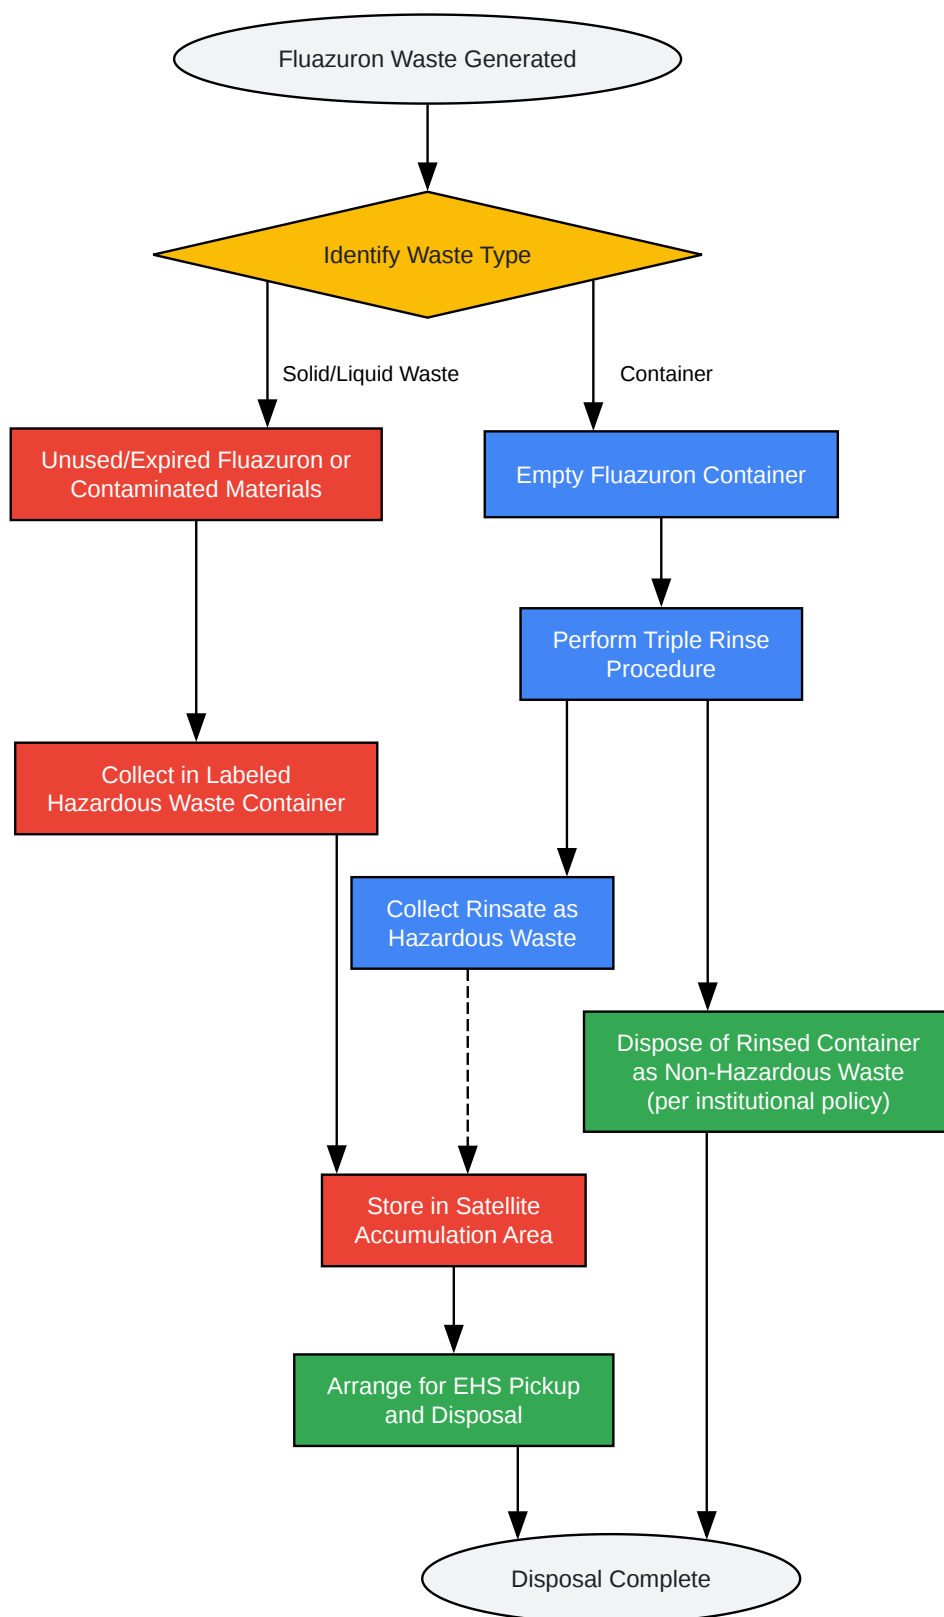 Fluazuron Waste Generated
Identify Waste Type
Solid/Liquid Waste
Container
Unused/Expired Fluazuron or
Contaminated Materials
Empty Fluazuron Container
Perform Triple Rinse
Procedure
Collect in Labeled
Hazardous Waste Container
Collect Rinsate as
Hazardous Waste
Dispose of Rinsed Container
as Non-Hazardous Waste
(per institutional policy)
Store in Satellite
Accumulation Area
Arrange for EHS Pickup
and Disposal
Disposal Complete